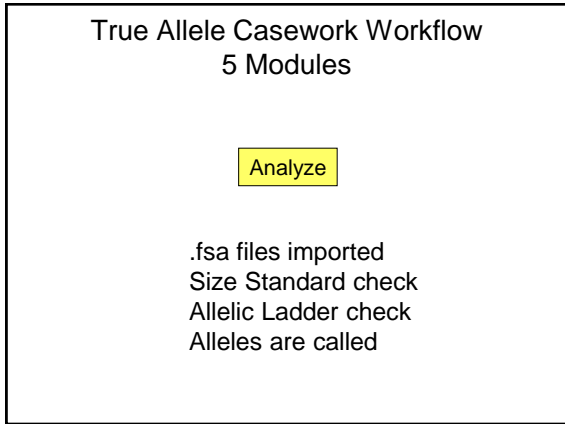 True Allele Casework Workflow
5 Modules
Analyze
.fsa files imported
Size Standard check
Allelic Ladder check
Alleles are called